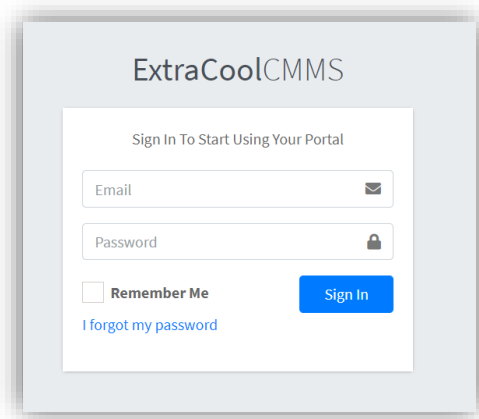 ExtraCoolCMMS
Sign In To Start Using Your Portal
Email
Password
Remember Me
Sign In
I forgot my password